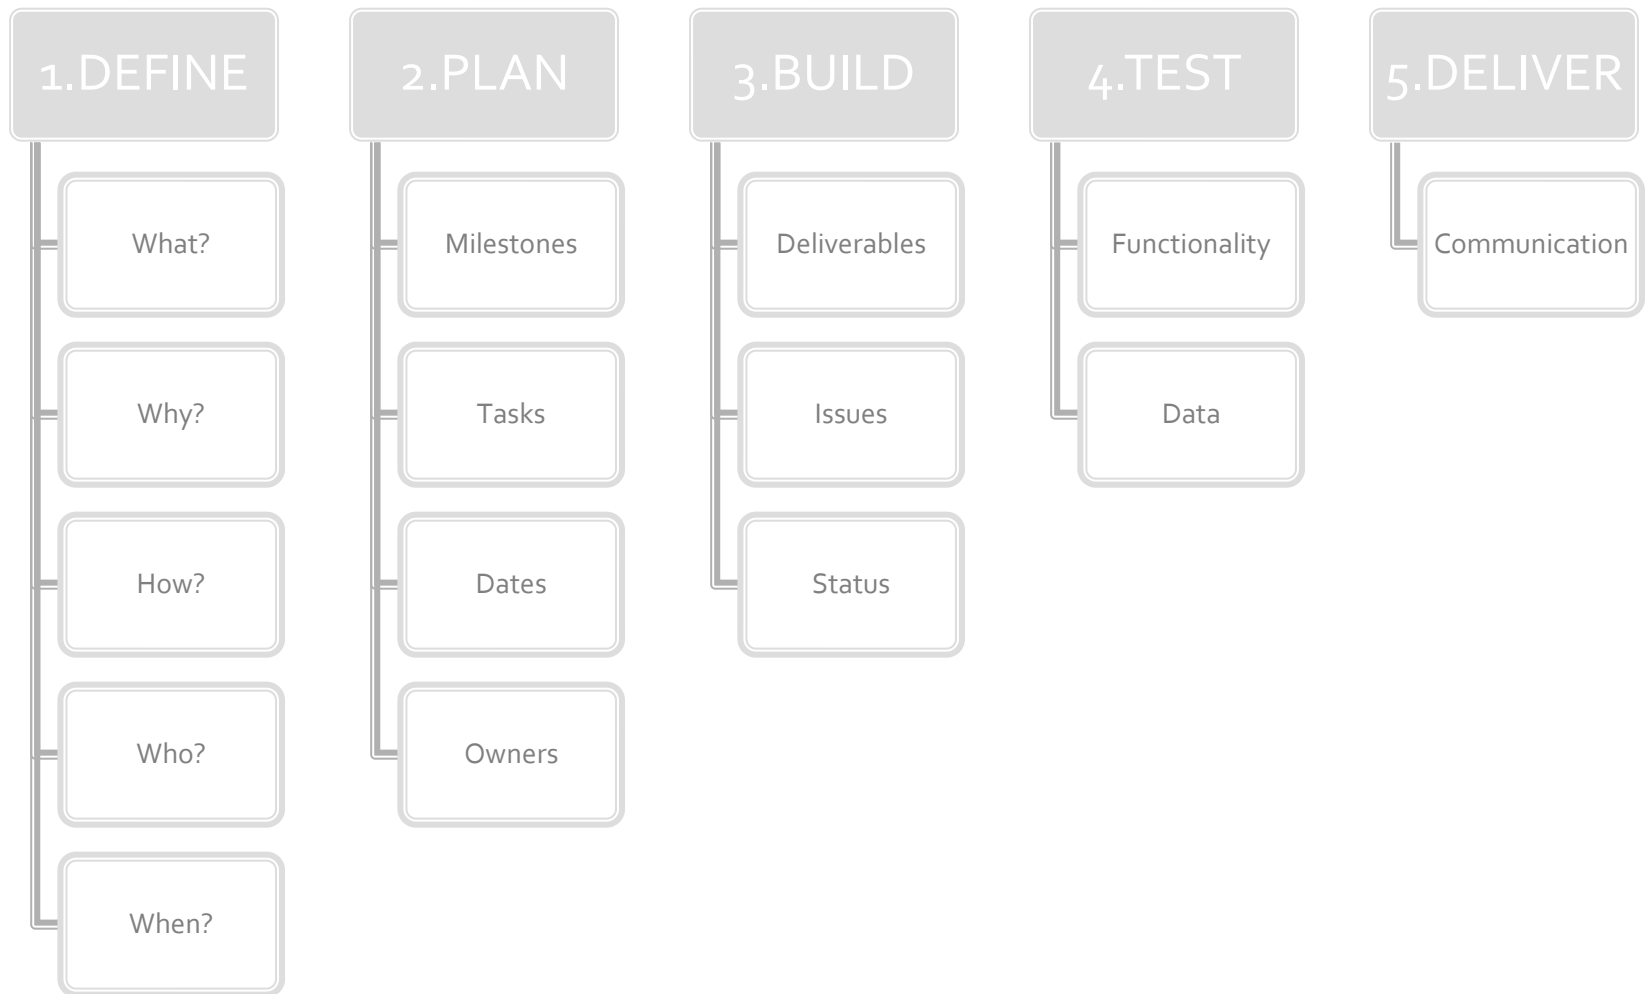 1.DEFINE
What?
Why?
How?
Who?
When?
2.PLAN
Milestones
Tasks
Dates
Owners
3.BUILD
Deliverables
Issues
Status
4.TEST
Functionality
Data
5.DELIVER
Communication